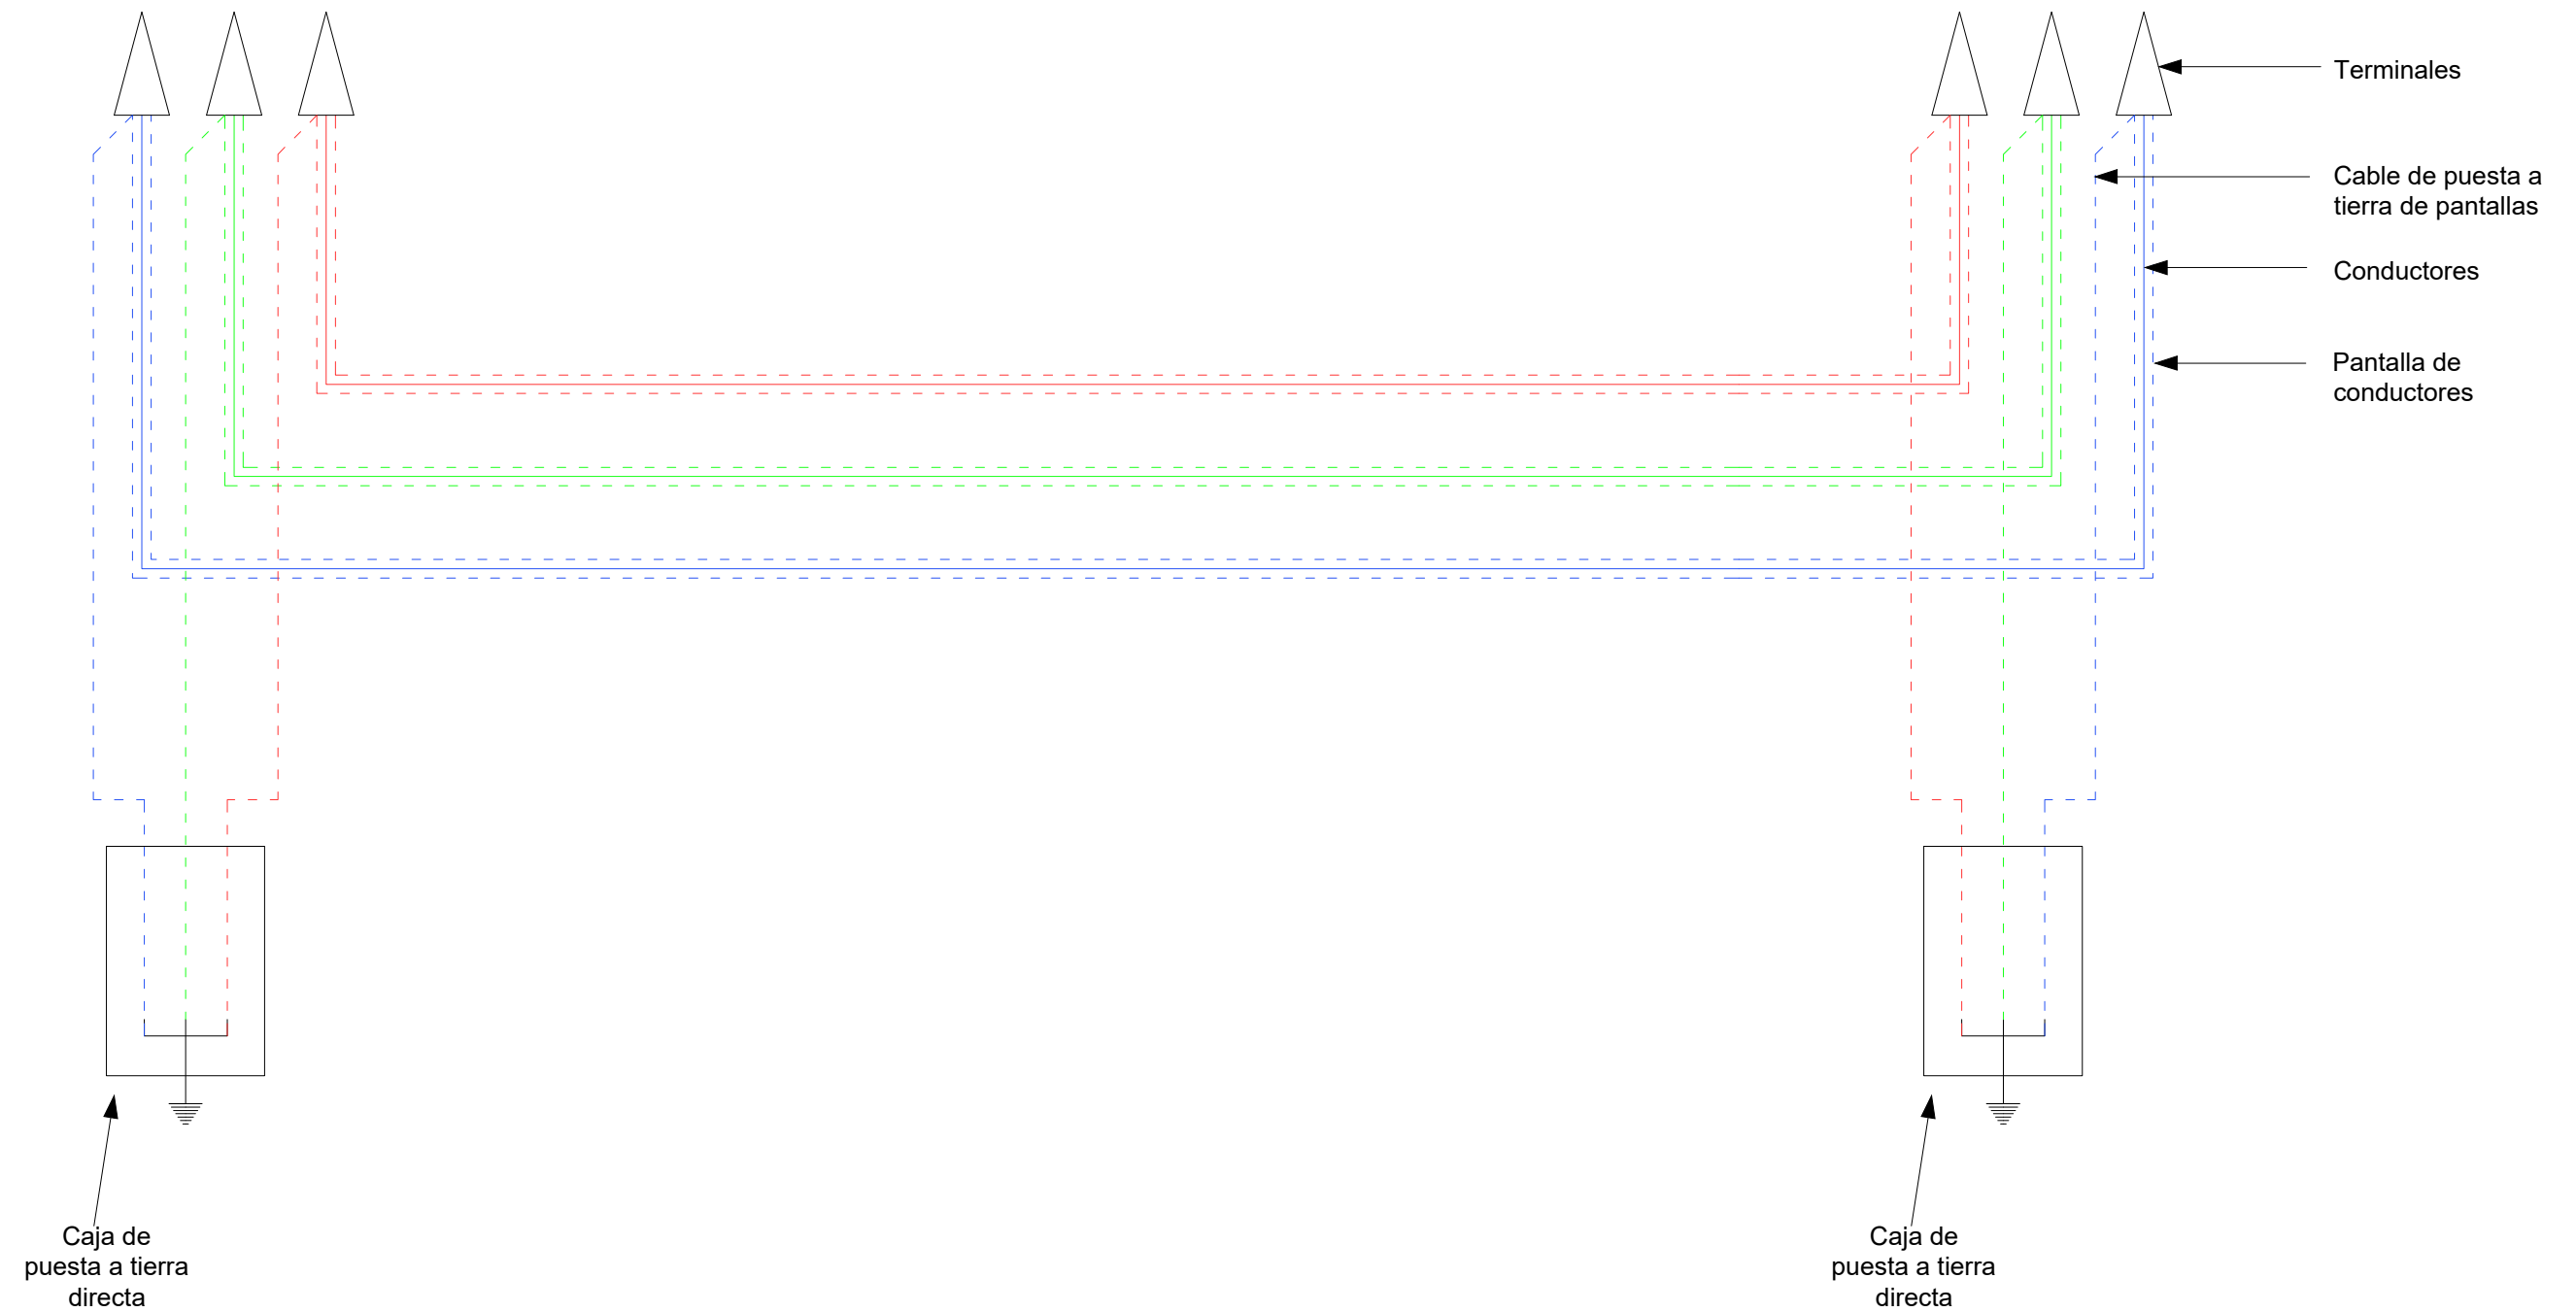 Terminales
Cable de puesta a
tierra de pantallas
Conductores
Pantalla de
conductores
Caja de
puesta a tierra
directa
Caja de
puesta a tierra
directa